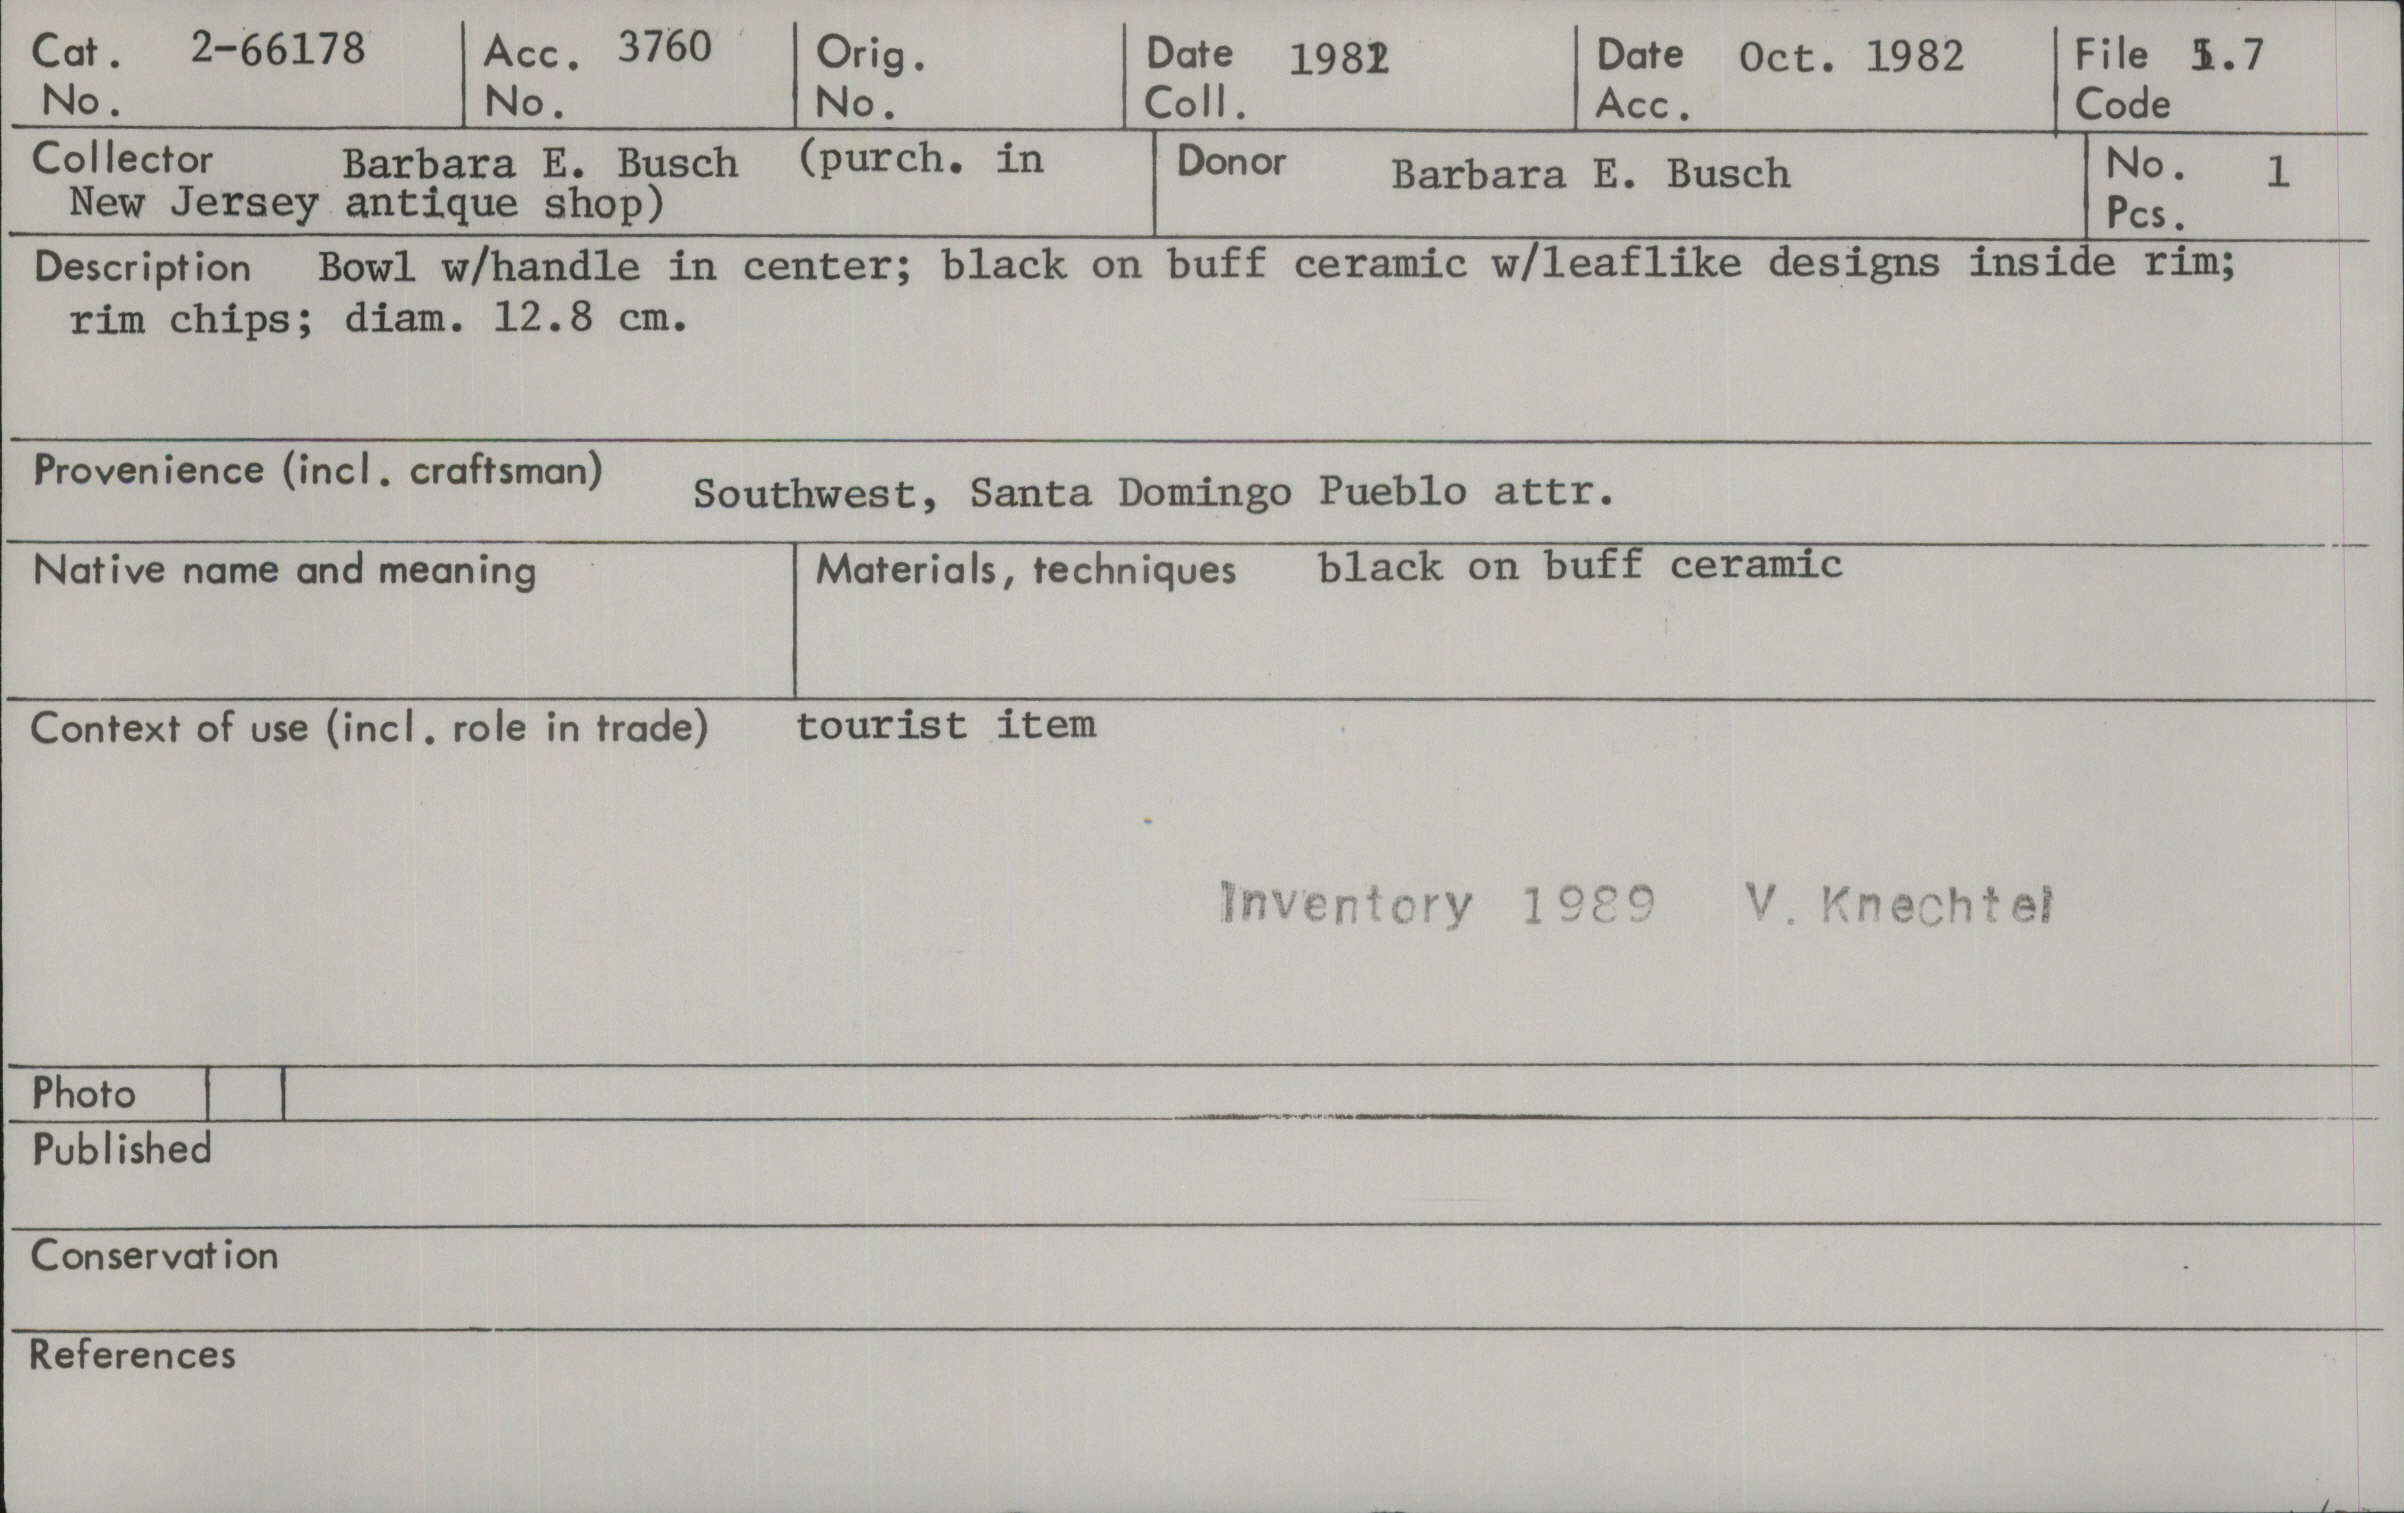 Cat. No. 2-66178 Acc. No. 3760 Orig. No. Date Coll. Date Acc. Oct. 1982 File Code
Collector Barbara E. Busch (purch. in
New Jersey antique shop)
Donor Barbara E. Busch
No. Pcs. 1
Description Bowl w/handle in center; black on buff ceramic w/leaflike designs inside rim;
rim chips; diam. 12.8 cm.
Provenience (incl. craftsman) Southwest, Santa Domingo Pueblo attr.
Native name and meaning
Materials, techniques black on buff ceramic
Context of use (incl. role in trade) tourist item
Inventory 1989 V. Knechtel
Photo
Published
Conservation
References